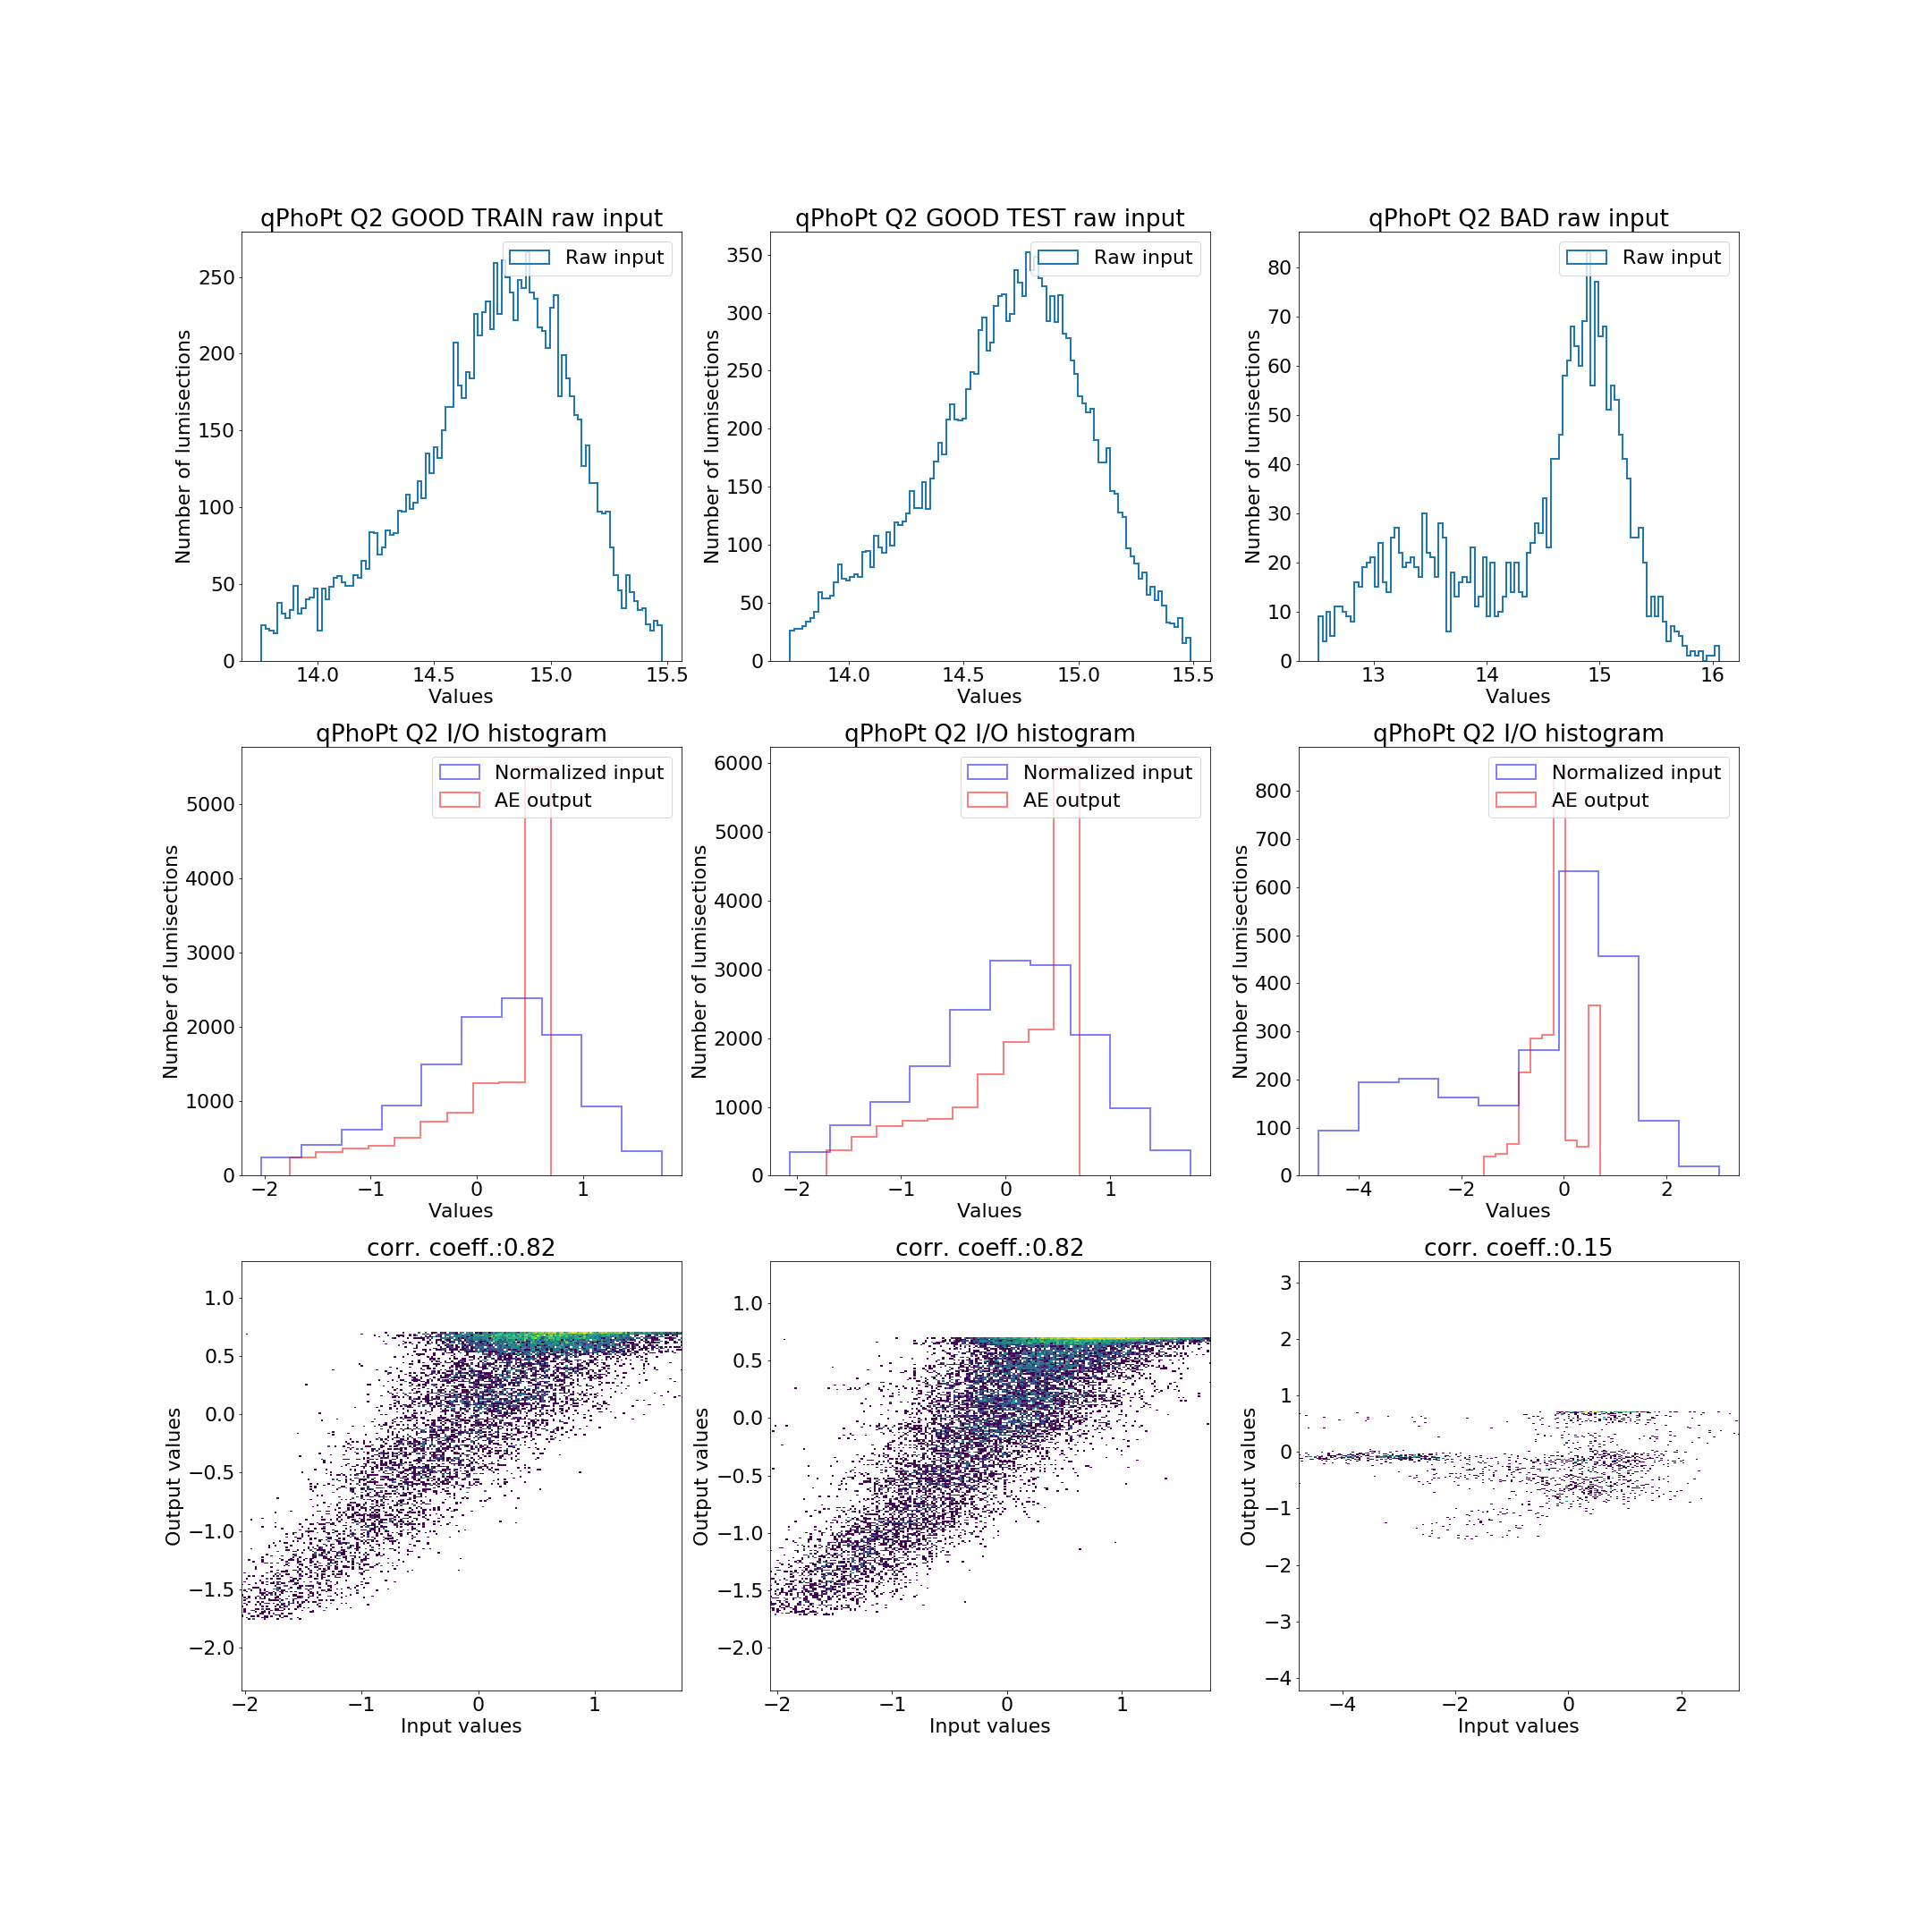 qPhoPt Q2 GOOD TRAIN raw input
Raw input
250
200
150
100
50
0
Number of lumisections
14.0 14.5 15.0 15.5
Values
qPhoPt Q2 GOOD TEST raw input
Raw input
350
300
250
200
150
100
50
0
Number of lumisections
14.0 14.5 15.0 15.5
Values
qPhoPt Q2 BAD raw input
Raw input
80
70
60
50
40
30
20
10
0
Number of lumisections
13 14 15 16
Values
qPhoPt Q2 I/O histogram
Normalized input
AE output
5000
4000
3000
2000
1000
0
Number of lumisections
−2 −1 0 1
Values
qPhoPt Q2 I/O histogram
Normalized input
AE output
6000
5000
4000
3000
2000
1000
0
Number of lumisections
−2 −1 0 1
Values
qPhoPt Q2 I/O histogram
Normalized input
AE output
800
700
600
500
400
300
200
100
0
Number of lumisections
−4 −2 0 2
Values
corr. coeff.:0.82
1.0
0.5
0.0
−0.5
−1.0
−1.5
−2.0
Output values
−2 −1 0 1
Input values
corr. coeff.:0.82
1.0
0.5
0.0
−0.5
−1.0
−1.5
−2.0
Output values
−2 −1 0 1
Input values
corr. coeff.:0.15
3
2
1
0
−1
−2
−3
−4
Output values
−4 −2 0 2
Input values